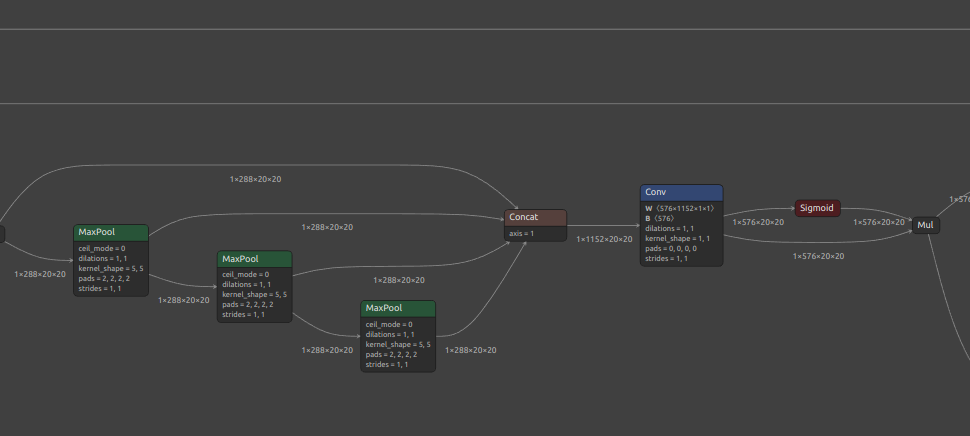 1×288×20×20
1×288×20×20
MaxPool
ceil_mode = 0
dilations = 1, 1
kernel_shape = 5, 5
pads = 2, 2, 2, 2
strides = 1, 1
1×288×20×20
1×288×20×20
MaxPool
ceil_mode = 0
dilations = 1, 1
kernel_shape = 5, 5
pads = 2, 2, 2, 2
strides = 1, 1
1×288×20×20
1×288×20×20
MaxPool
ceil_mode = 0
dilations = 1, 1
kernel_shape = 5, 5
pads = 2, 2, 2, 2
strides = 1, 1
1×288×20×20
Concat
axis = 1
1×1152×20×20
Conv
W ⟨576×1152×1×1⟩
B ⟨576⟩
dilations = 1, 1
kernel_shape = 1, 1
pads = 0, 0, 0, 0
strides = 1, 1
1×576×20×20
Sigmoid
1×576×20×20
1×576×20×20
Mul